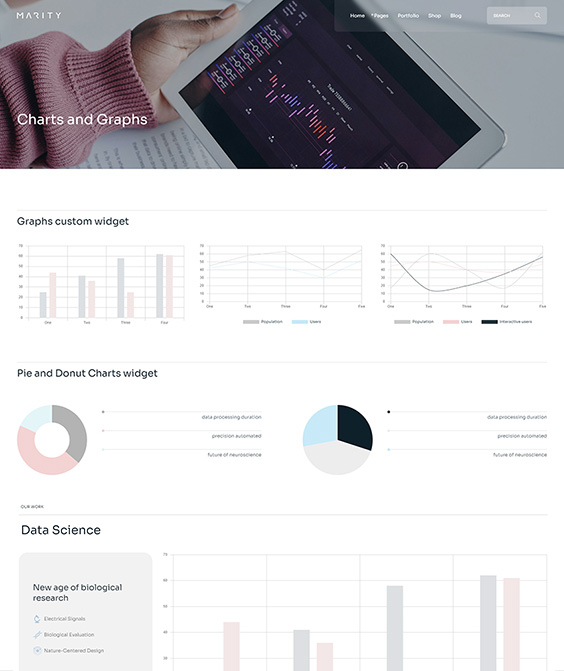 MARITY
Home
Pages
Portfolio
Shop
Blog
SEARCH
Charts and Graphs
Graphs custom widget
70
60
50
40
30
20
10
0
One
Two
Three
Four
70
60
50
40
30
20
10
0
One
Two
Three
Four
Five
Population
Users
70
60
50
40
30
20
10
0
One
Two
Three
Four
Five
Population
Users
Interactive users
Pie and Donut Charts widget
data processing duration
precision automated
future of neuroscience
data processing duration
precision automated
future of neuroscience
OUR WORK
Data Science
New age of biological
research
Electrical Signals
Biological Evaluation
Nature-Centered Design
70
60
50
40
30